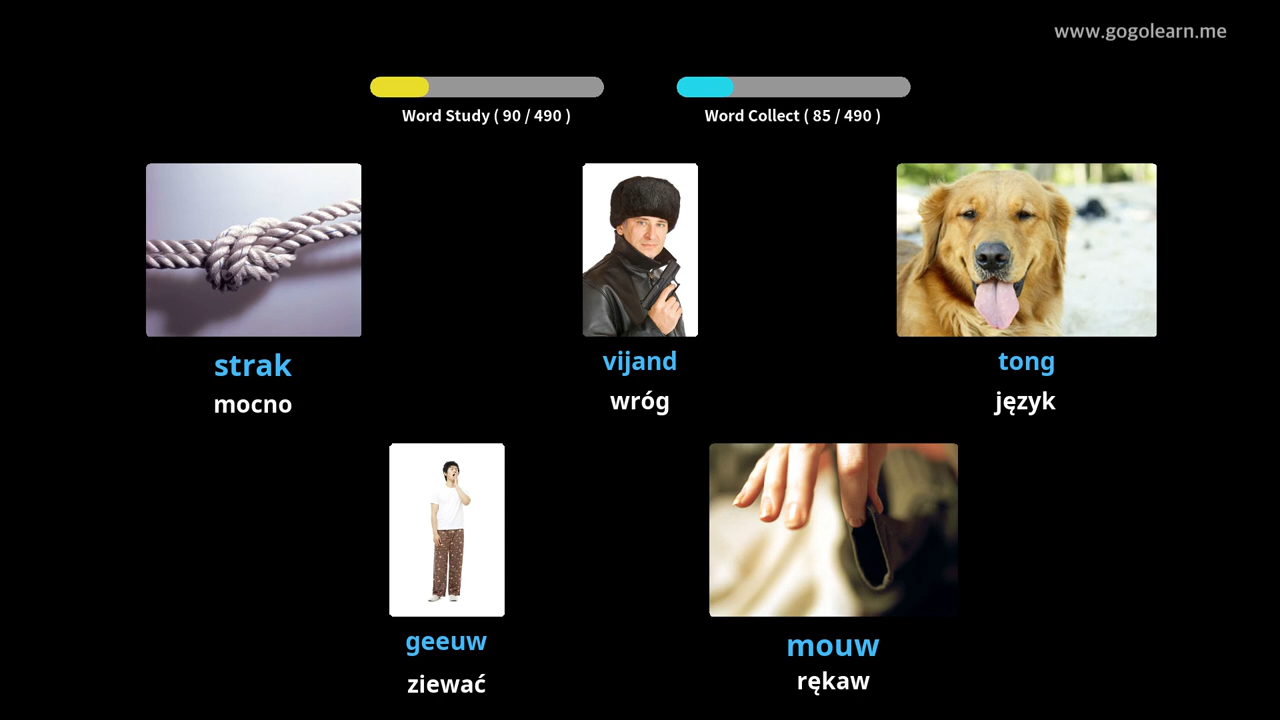 www.gogolearn.me
Word Study ( 90 / 490 )
Word Collect ( 85 / 490 )
strak
mocno
vijand
wróg
tong
język
geeuw
ziewać
mouw
rękaw